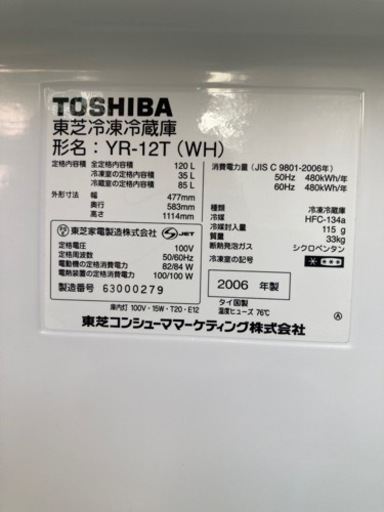 TOSHIBA
東芝冷凍冷蔵庫
形名：YR-12T（WH）
定格内容積 全定格内容積 120 L
冷凍室の定格内容積 35 L
冷蔵室の定格内容積 85 L
外形寸法 幅 477mm
奥行 583mm
高さ 1114mm
東芝家電製造株式会社 JET
定格電圧 100V
定格周波数 50/60Hz
電動機の定格消費電力 82/84 W
電熱装置の定格消費電力 100/100 W
製造番号 63000279
消費電力量（JIS C 9801-2006年）
50Hz 480kWh/年
60Hz 480kWh/年
種類 冷凍冷蔵庫
冷媒 HFC-134a
冷媒封入量 115 g
質量 33kg
断熱発泡ガス シクロペンタン
冷凍室の記号
2006 年製
タイ国製
温度ヒューズ 76℃
庫内灯 100V・15W・T20・E12
東芝コンシューママーケティング株式会社
A